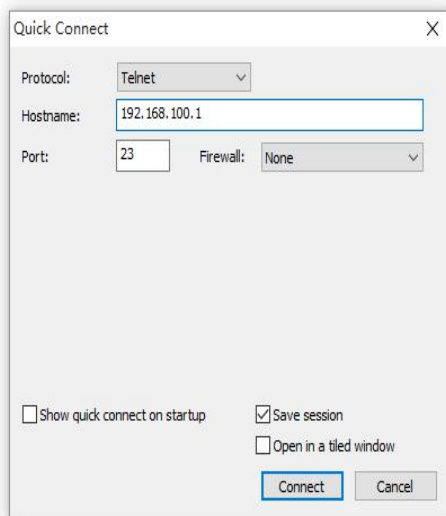 Quick Connect
Protocol: Telnet
Hostname: 192.168.100.1
Port: 23 Firewall: None
Show quick connect on startup Save session
Open in a tiled window
Connect Cancel